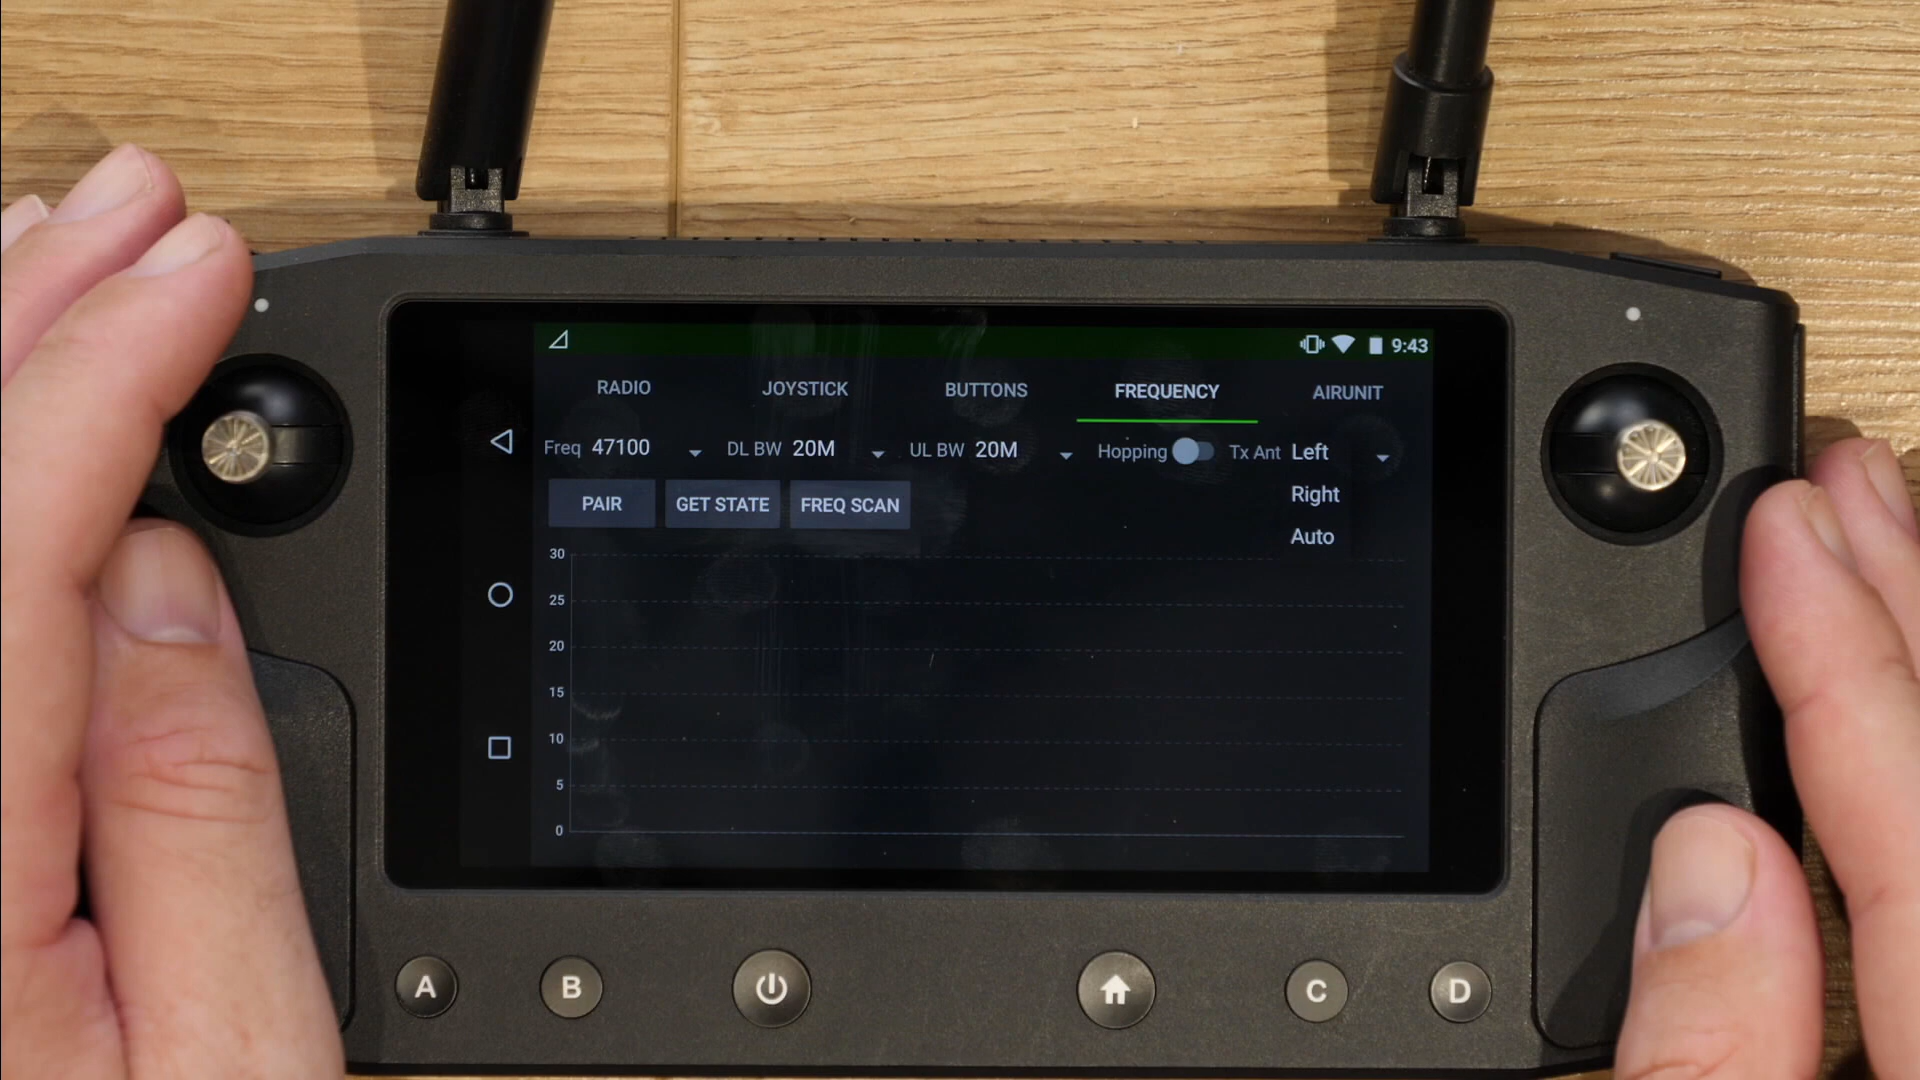 9:43
RADIO JOYSTICK BUTTONS FREQUENCY AIRUNIT
Freq 47100 DL BW 20M UL BW 20M Hopping Tx Ant Left
PAIR GET STATE FREQ SCAN Right
Auto
30
25
20
15
10
5
0
A B C D